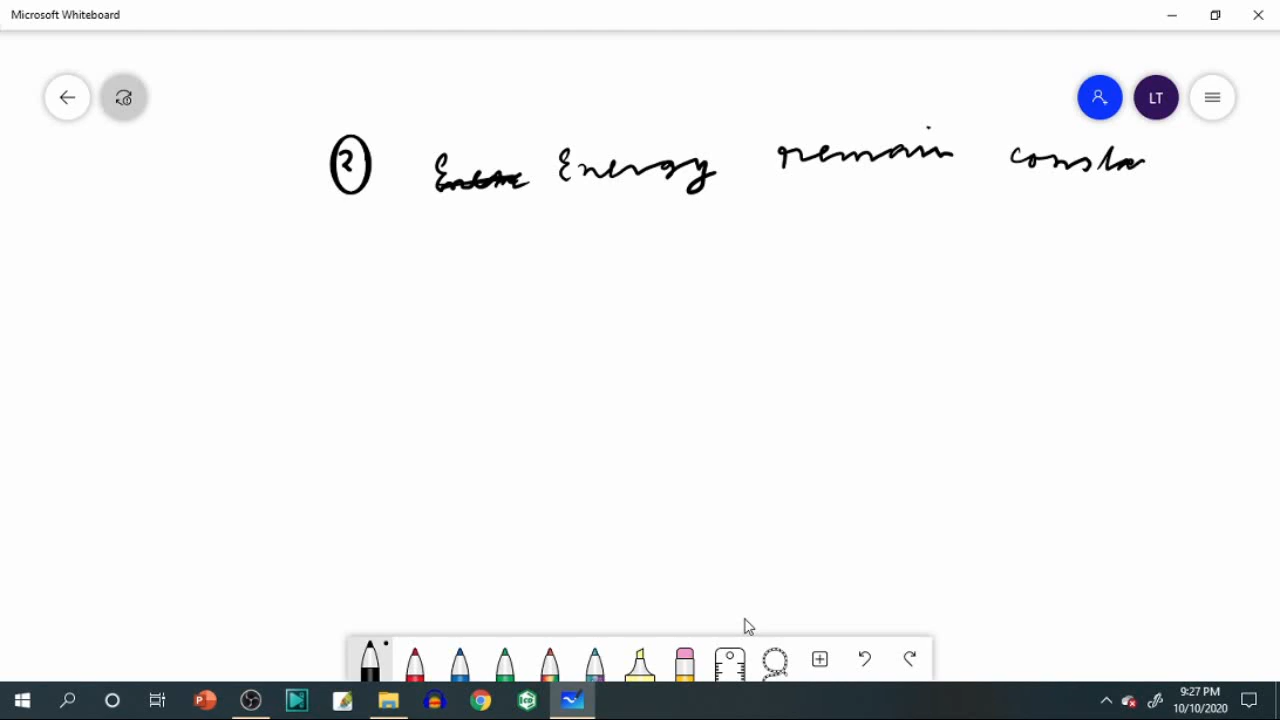 Microsoft Whiteboard
LT
2 Energy remain consta
9:27 PM
10/10/2020